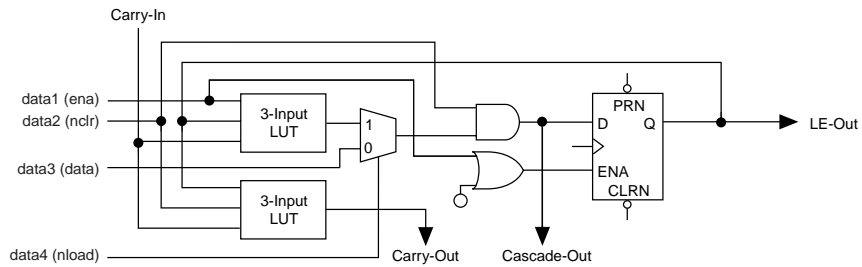 Carry-In
data1 (ena)
data2 (nclr)
data3 (data)
data4 (nload)
3-Input
LUT
3-Input
LUT
1
0
PRN
D
Q
ENA
CLRN
LE-Out
Carry-Out
Cascade-Out